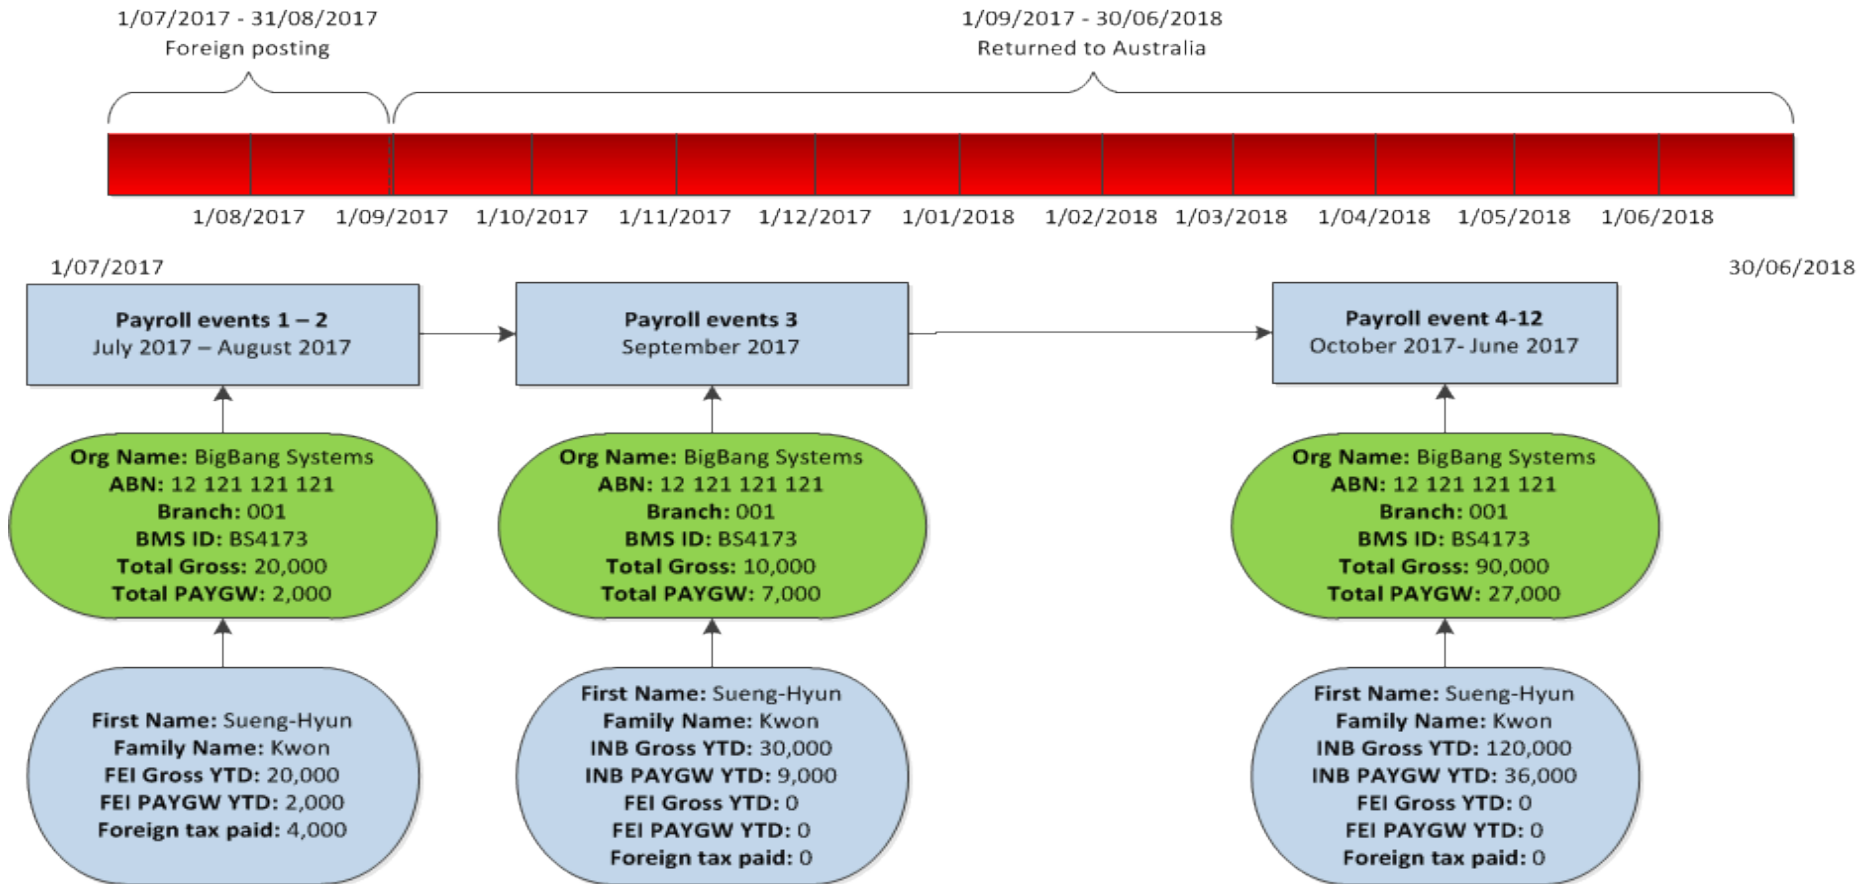 1/07/2017 - 31/08/2017
Foreign posting
1/09/2017 - 30/06/2018
Returned to Australia
1/08/2017
1/09/2017
1/10/2017
1/11/2017
1/12/2017
1/01/2018
1/02/2018
1/03/2018
1/04/2018
1/05/2018
1/06/2018
1/07/2017
30/06/2018
Payroll events 1 – 2
July 2017 – August 2017
Payroll events 3
September 2017
Payroll event 4-12
October 2017- June 2017
Org Name: BigBang Systems
ABN: 12 121 121 121
Branch: 001
BMS ID: BS4173
Total Gross: 20,000
Total PAYGW: 2,000
Org Name: BigBang Systems
ABN: 12 121 121 121
Branch: 001
BMS ID: BS4173
Total Gross: 10,000
Total PAYGW: 7,000
Org Name: BigBang Systems
ABN: 12 121 121 121
Branch: 001
BMS ID: BS4173
Total Gross: 90,000
Total PAYGW: 27,000
First Name: Sueng-Hyun
Family Name: Kwon
FEI Gross YTD: 20,000
FEI PAYGW YTD: 2,000
Foreign tax paid: 4,000
First Name: Sueng-Hyun
Family Name: Kwon
INB Gross YTD: 30,000
INB PAYGW YTD: 9,000
FEI Gross YTD: 0
FEI PAYGW YTD: 0
Foreign tax paid: 0
First Name: Sueng-Hyun
Family Name: Kwon
INB Gross YTD: 120,000
INB PAYGW YTD: 36,000
FEI Gross YTD: 0
FEI PAYGW YTD: 0
Foreign tax paid: 0